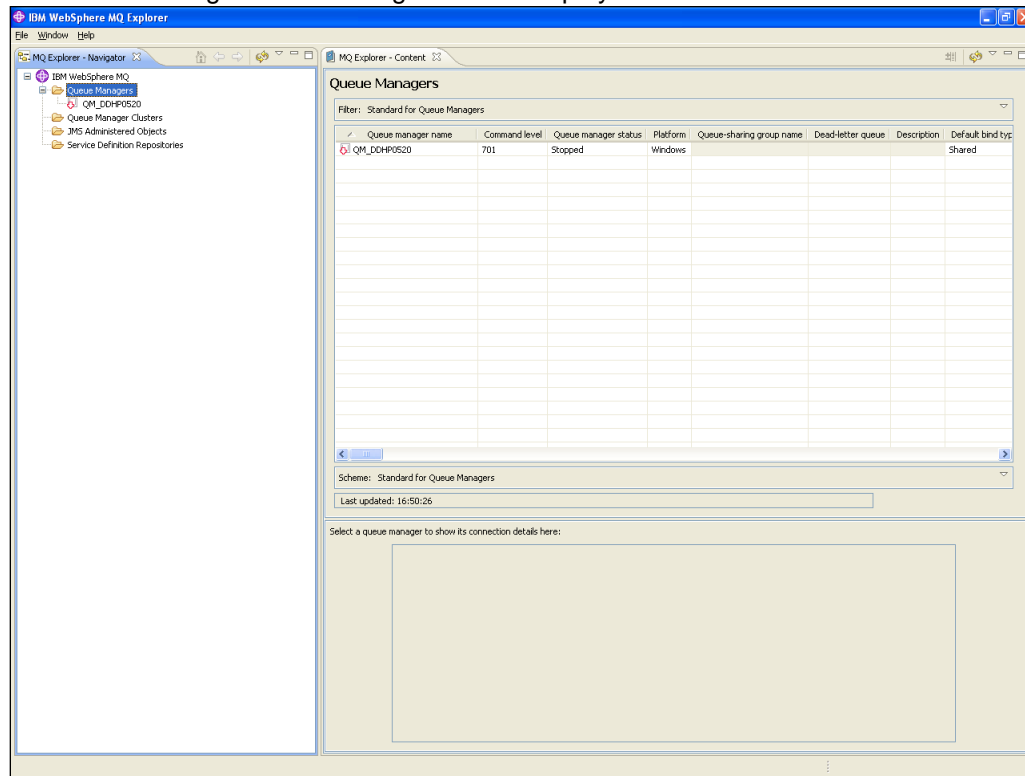 IBM WebSphere MQ Explorer
File Window Help
MQ Explorer - Navigator
IBM WebSphere MQ
Queue Managers
QM_DDHP0520
Queue Manager Clusters
JMS Administered Objects
Service Definition Repositories
MQ Explorer - Content
Queue Managers
Filter: Standard for Queue Managers
Queue manager name Command level Queue manager status Platform Queue-sharing group name Dead-letter queue Description Default bind typ
QM_DDHP0520 701 Stopped Windows Shared
Scheme: Standard for Queue Managers
Last updated: 16:50:26
Select a queue manager to show its connection details here: